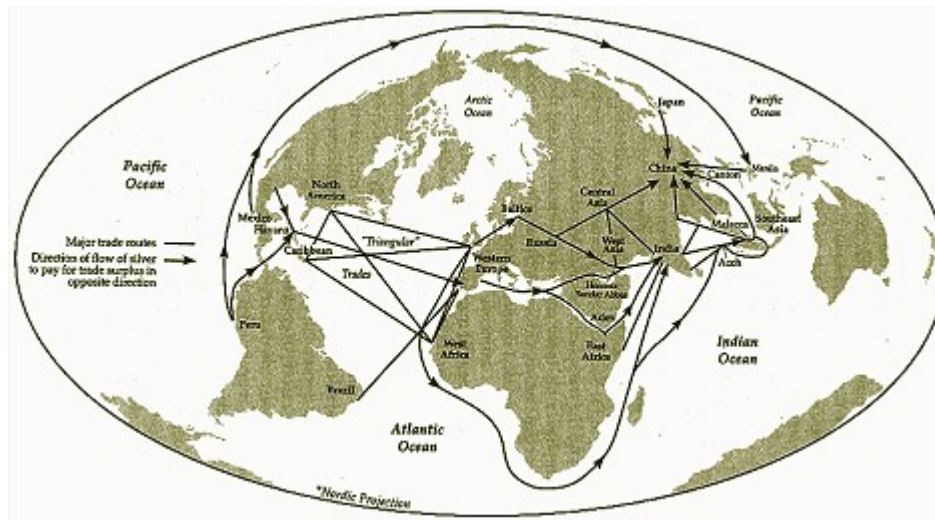 Arctic
Ocean
Pacific
Ocean
Japan
Pacific
Ocean
China
Canton
Manila
North
America
Central
Asia
Baltics
Mexico
Havana
Malacca
Southeast
Asia
Major trade routes
Direction of flow of silver
to pay for trade surplus in
opposite direction
Caribbean
"Triangular"
Trades
Western
Europe
Russia
West
Asia
India
Aceh
Hormuz
Aden
Peru
West
Africa
East
Africa
Indian
Ocean
Brazil
Atlantic
Ocean
*Nordic Projection